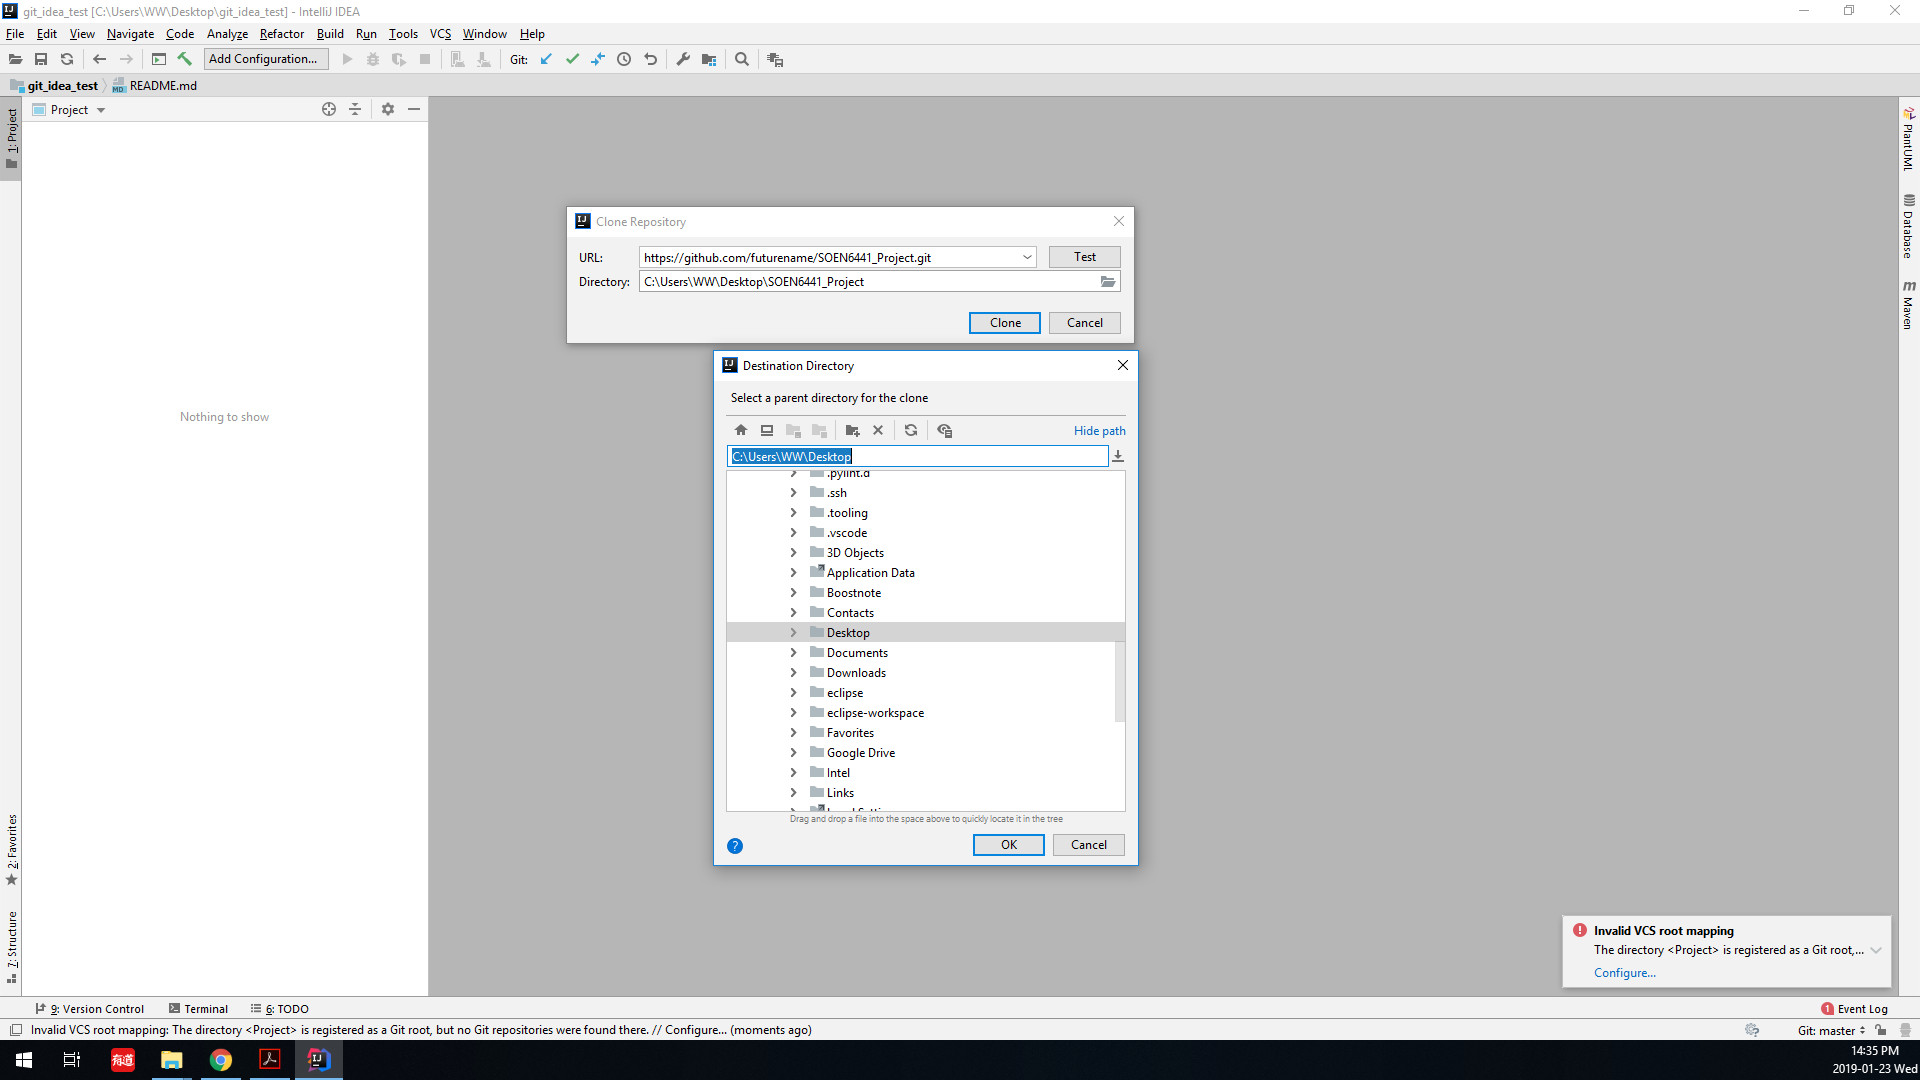 git_idea_test [C:\Users\WW\Desktop\git_idea_test] - IntelliJ IDEA
File Edit View Navigate Code Analyze Refactor Build Run Tools VCS Window Help
Add Configuration... Git:
git_idea_test README.md
Project
1: Project
Nothing to show
2: Favorites
7: Structure
PlantUML
Database
Maven
Clone Repository
URL: https://github.com/futurename/SOEN6441_Project.git Test
Directory: C:\Users\WW\Desktop\SOEN6441_Project
Clone Cancel
Destination Directory
Select a parent directory for the clone
Hide path
C:\Users\WW\Desktop
.pylint.d
.ssh
.tooling
.vscode
3D Objects
Application Data
Boostnote
Contacts
Desktop
Documents
Downloads
eclipse
eclipse-workspace
Favorites
Google Drive
Intel
Links
Drag and drop a file into the space above to quickly locate it in the tree
OK Cancel
Invalid VCS root mapping
The directory <Project> is registered as a Git root,...
Configure...
9: Version Control Terminal 6: TODO 1 Event Log
Invalid VCS root mapping: The directory <Project> is registered as a Git root, but no Git repositories were found there. // Configure... (moments ago) Git: master
有道
14:35 PM
2019-01-23 Wed